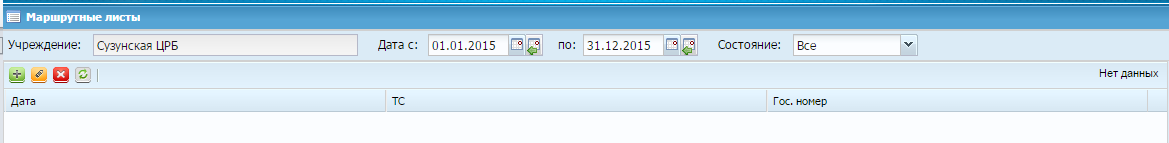 Маршрутные листы
Учреждение: Сузунская ЦРБ Дата с: 01.01.2015 по: 31.12.2015 Состояние: Все
Нет данных
Дата ТС Гос. номер